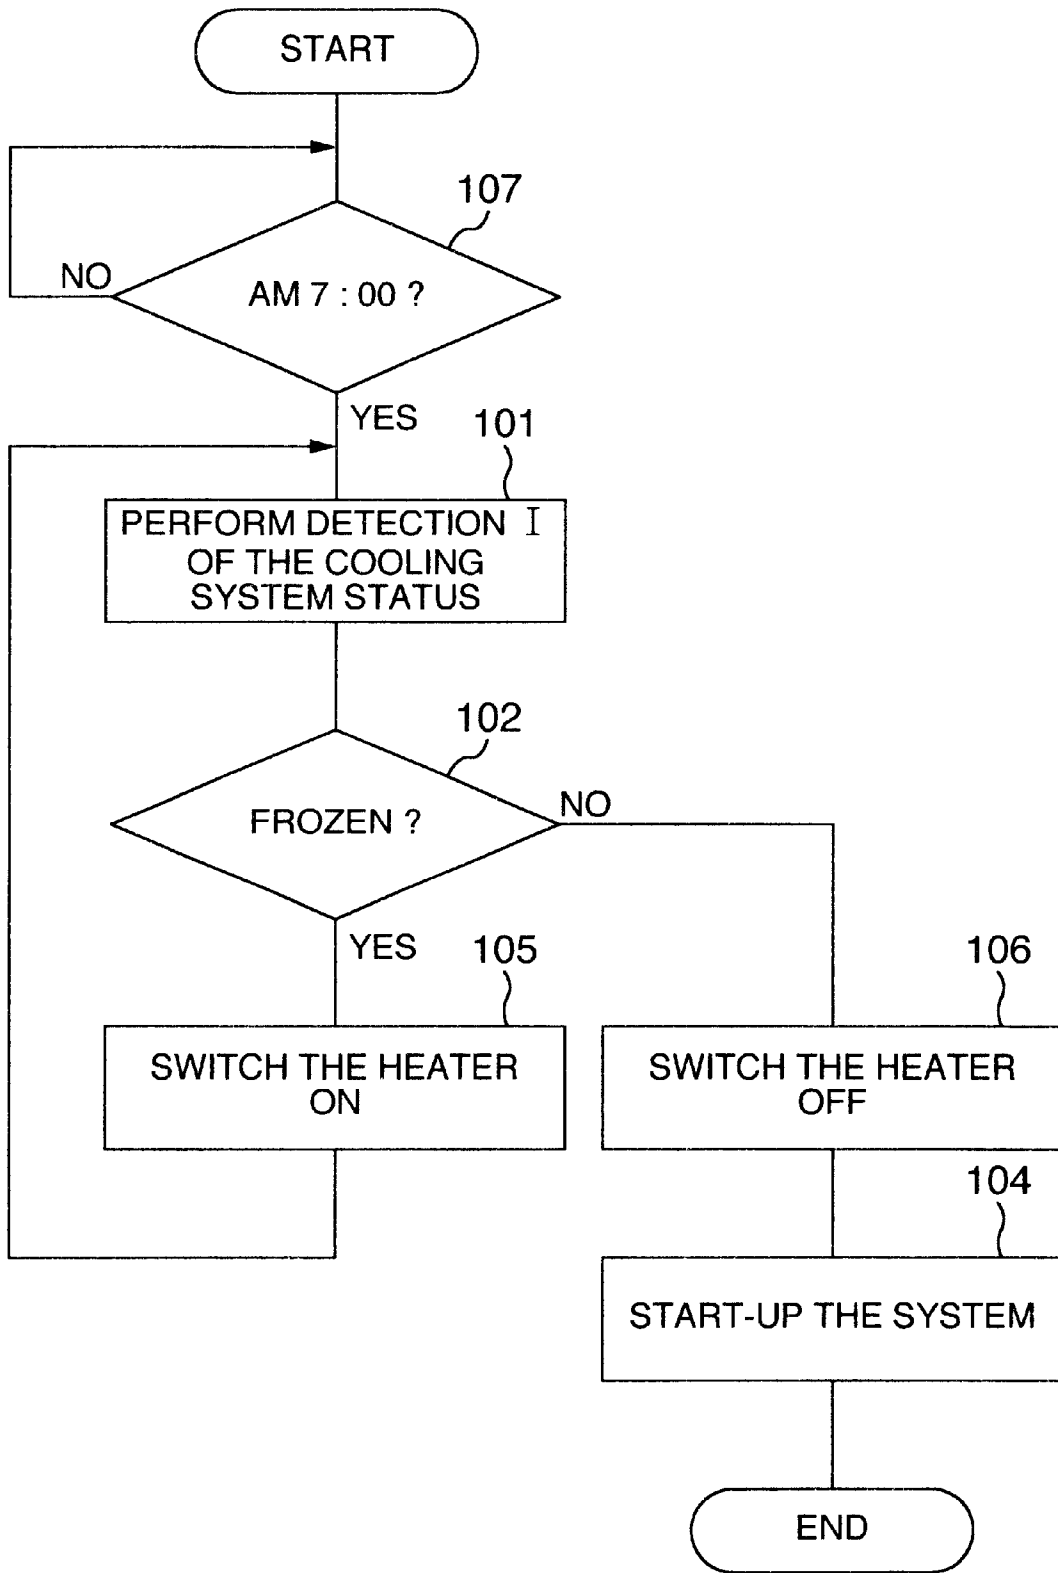 START
107
NO
AM 7 : 00 ?
YES
101
PERFORM DETECTION I
OF THE COOLING
SYSTEM STATUS
102
FROZEN ?
NO
YES
105
106
SWITCH THE HEATER
ON
SWITCH THE HEATER
OFF
104
START-UP THE SYSTEM
END